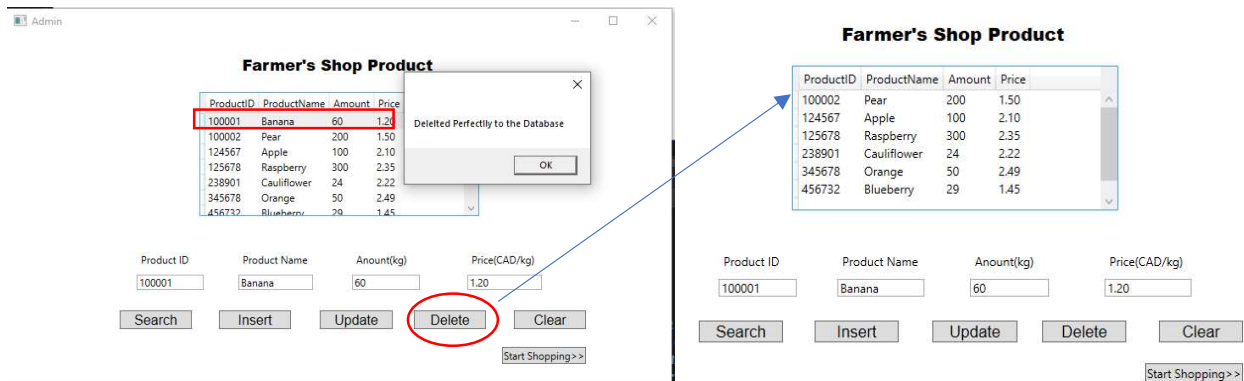 Admin
Farmer's Shop Product
ProductID ProductName Amount Price
100001 Banana 60 1.20
100002 Pear 200 1.50
124567 Apple 100 2.10
125678 Raspberry 300 2.35
238901 Cauliflower 24 2.22
345678 Orange 50 2.49
456732 Blueberry 29 1.45
Delelted Perfectlly to the Database
OK
Product ID Product Name Amount(kg) Price(CAD/kg)
100001 Banana 60 1.20
Search Insert Update Delete Clear
Start Shopping>>
Farmer's Shop Product
ProductID ProductName Amount Price
100002 Pear 200 1.50
124567 Apple 100 2.10
125678 Raspberry 300 2.35
238901 Cauliflower 24 2.22
345678 Orange 50 2.49
456732 Blueberry 29 1.45
Product ID Product Name Amount(kg) Price(CAD/kg)
100001 Banana 60 1.20
Search Insert Update Delete Clear
Start Shopping>>